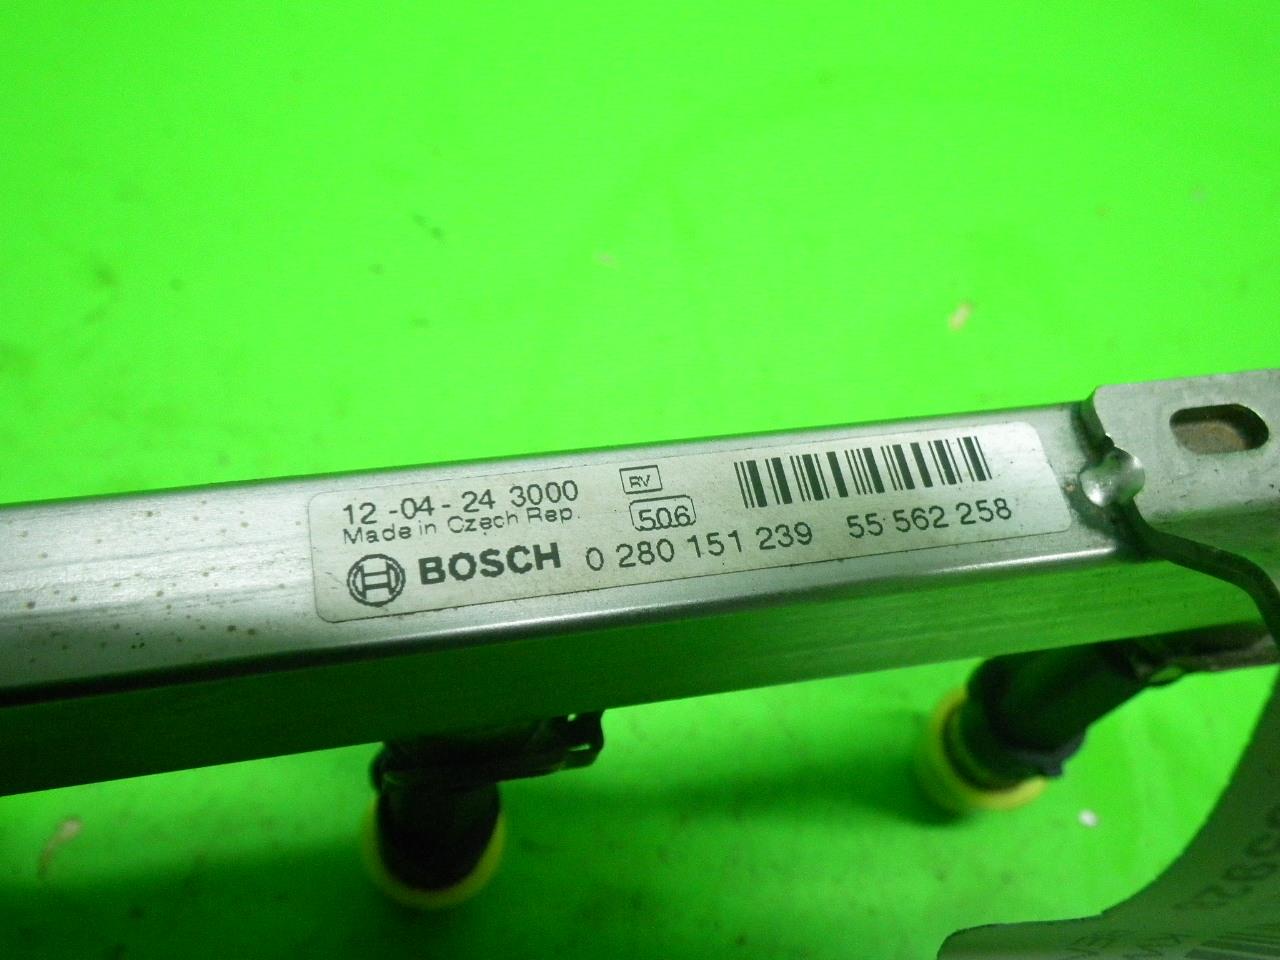 12 -04 - 24 3000 RV
Made in Czech Rep. 506
BOSCH 0 280 151 239 55 562 258